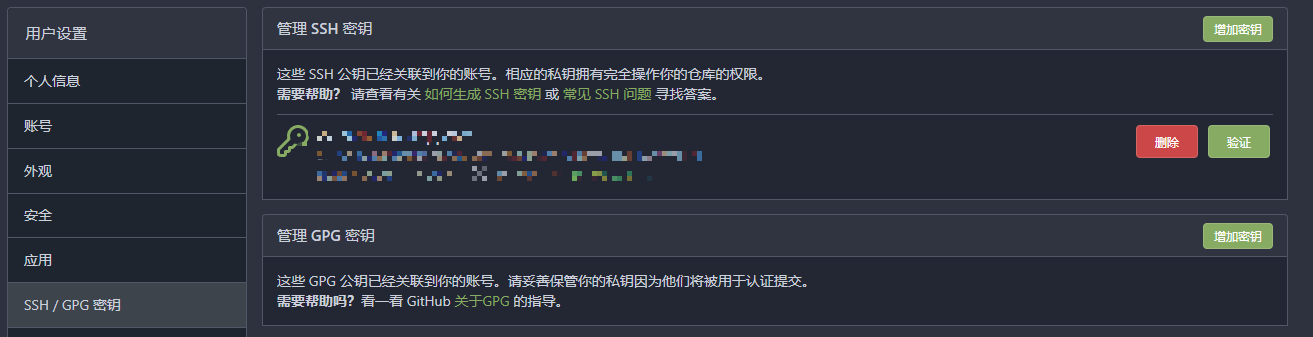 用户设置
个人信息
账号
外观
安全
应用
SSH / GPG 密钥
管理 SSH 密钥
增加密钥
这些 SSH 公钥已经关联到你的账号。相应的私钥拥有完全操作你的仓库的权限。
需要帮助？ 请查看有关 如何生成 SSH 密钥 或 常见 SSH 问题 寻找答案。
删除
验证
管理 GPG 密钥
增加密钥
这些 GPG 公钥已经关联到你的账号。请妥善保管你的私钥因为他们将被用于认证提交。
需要帮助吗？看一看 GitHub 关于GPG 的指导。